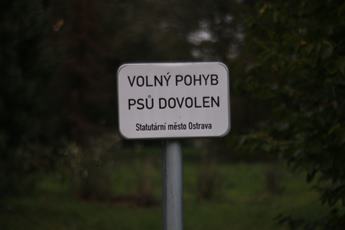 VOLNÝ POHYB
PSŮ DOVOLEN
Statutární město Ostrava